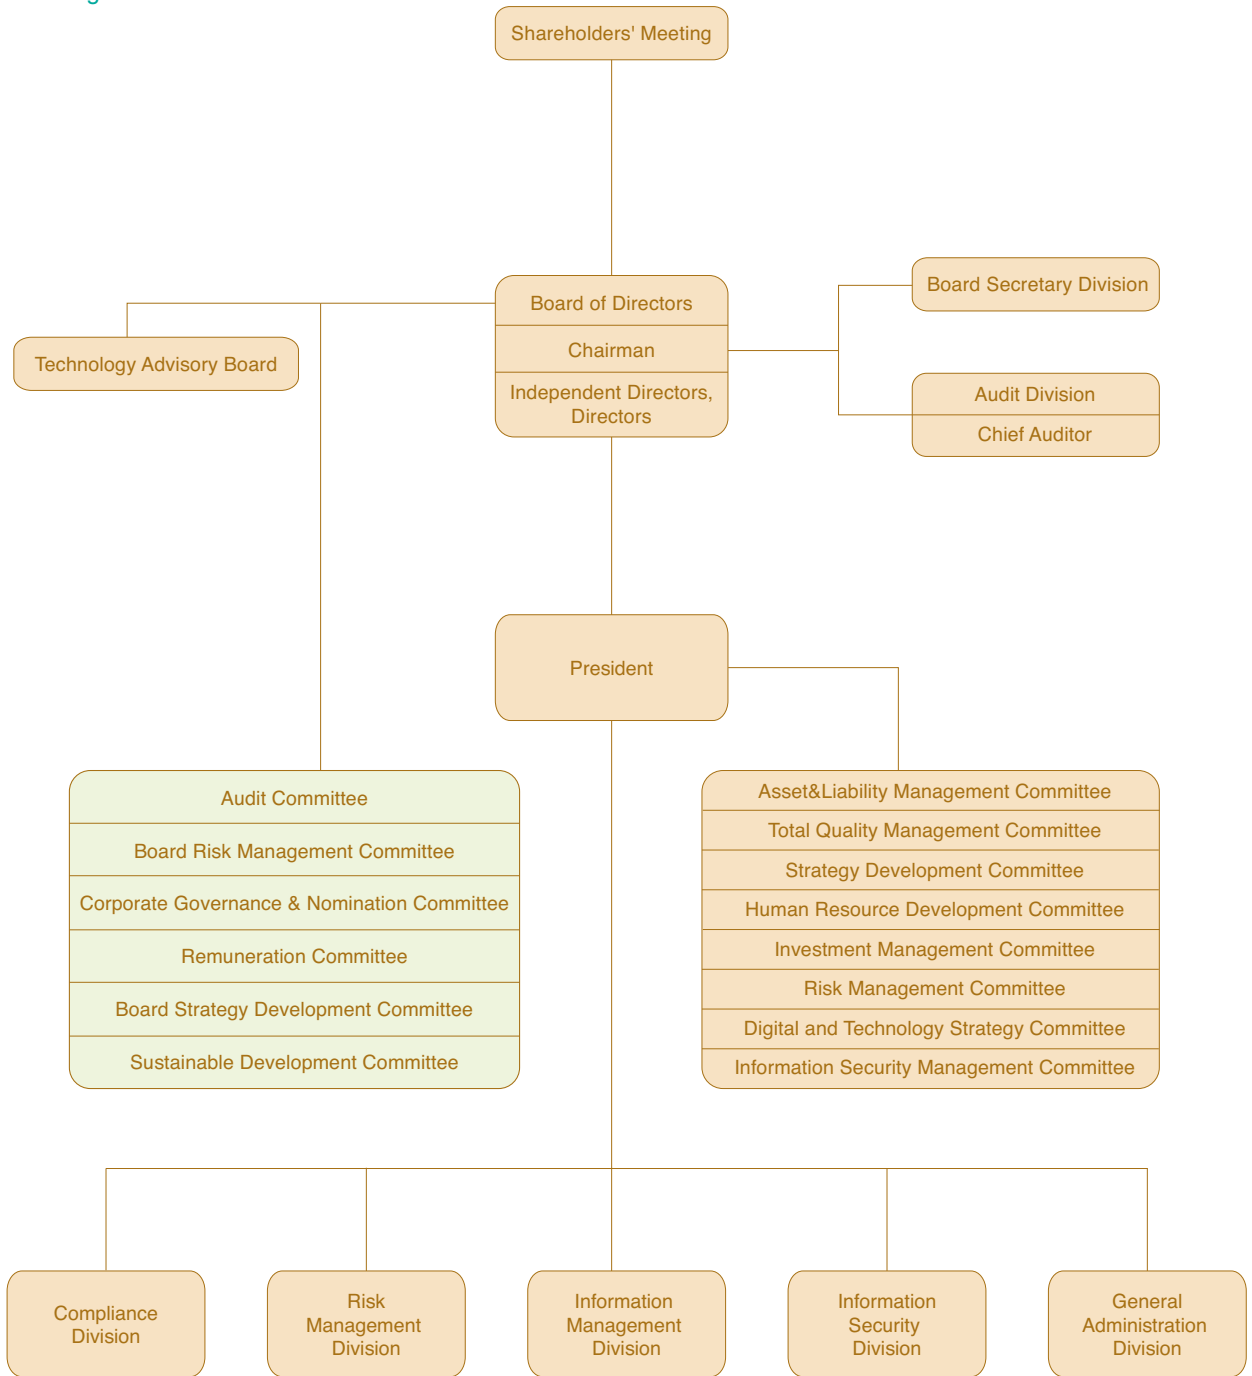 Shareholders' Meeting
Board of Directors
Chairman
Independent Directors,
Directors
Board Secretary Division
Technology Advisory Board
Audit Division
Chief Auditor
President
Audit Committee
Board Risk Management Committee
Corporate Governance & Nomination Committee
Remuneration Committee
Board Strategy Development Committee
Sustainable Development Committee
Asset&Liability Management Committee
Total Quality Management Committee
Strategy Development Committee
Human Resource Development Committee
Investment Management Committee
Risk Management Committee
Digital and Technology Strategy Committee
Information Security Management Committee
Compliance
Division
Risk
Management
Division
Information
Management
Division
Information
Security
Division
General
Administration
Division